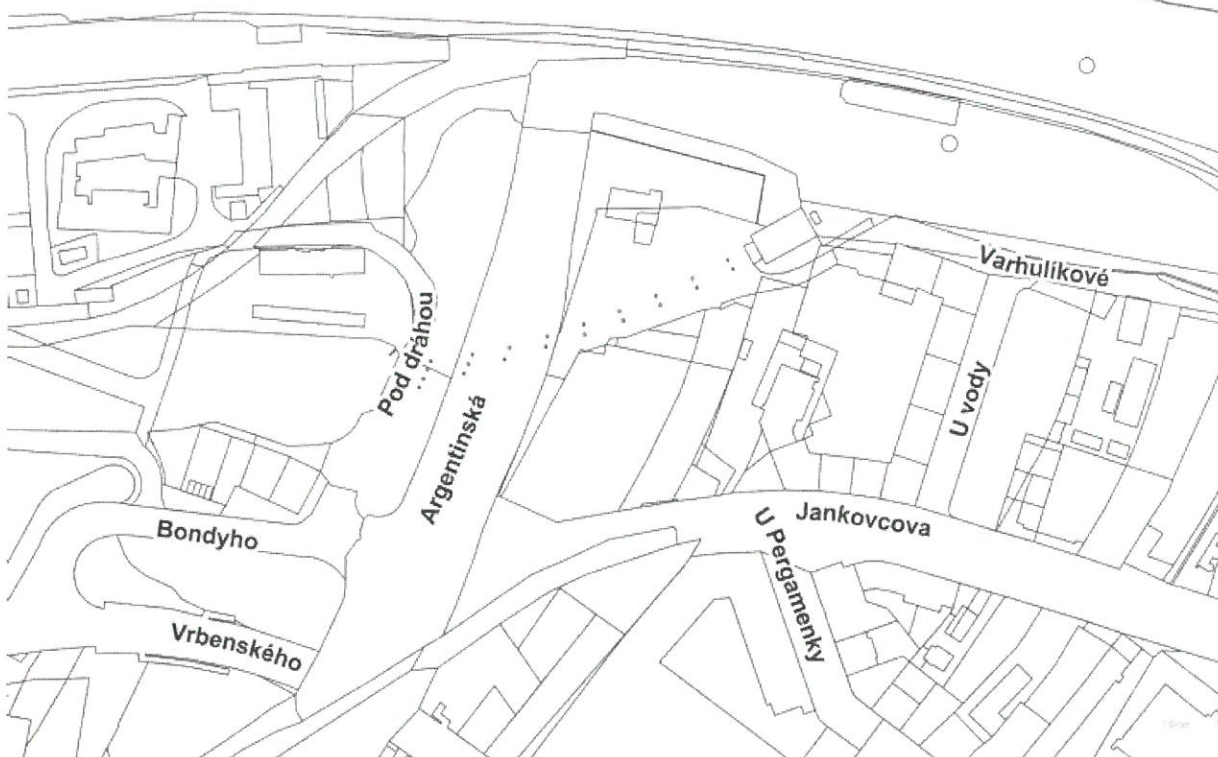 Varhulíkové
Pod dráhou
U vody
Argentinská
Jankovcova
Bondyho
U Pergamenky
Vrbenského